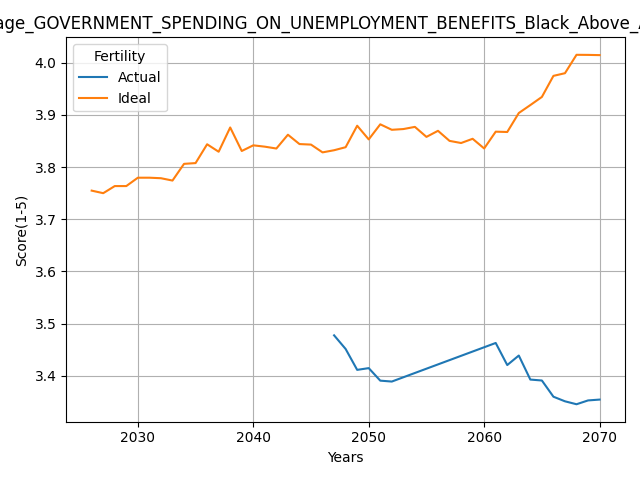 age_GOVERNMENT_SPENDING_ON_UNEMPLOYMENT_BENEFITS_Black_Above_A
Fertility
Actual
Ideal
4.0
3.9
3.8
3.7
3.6
3.5
3.4
Score(1-5)
2030 2040 2050 2060 2070
Years